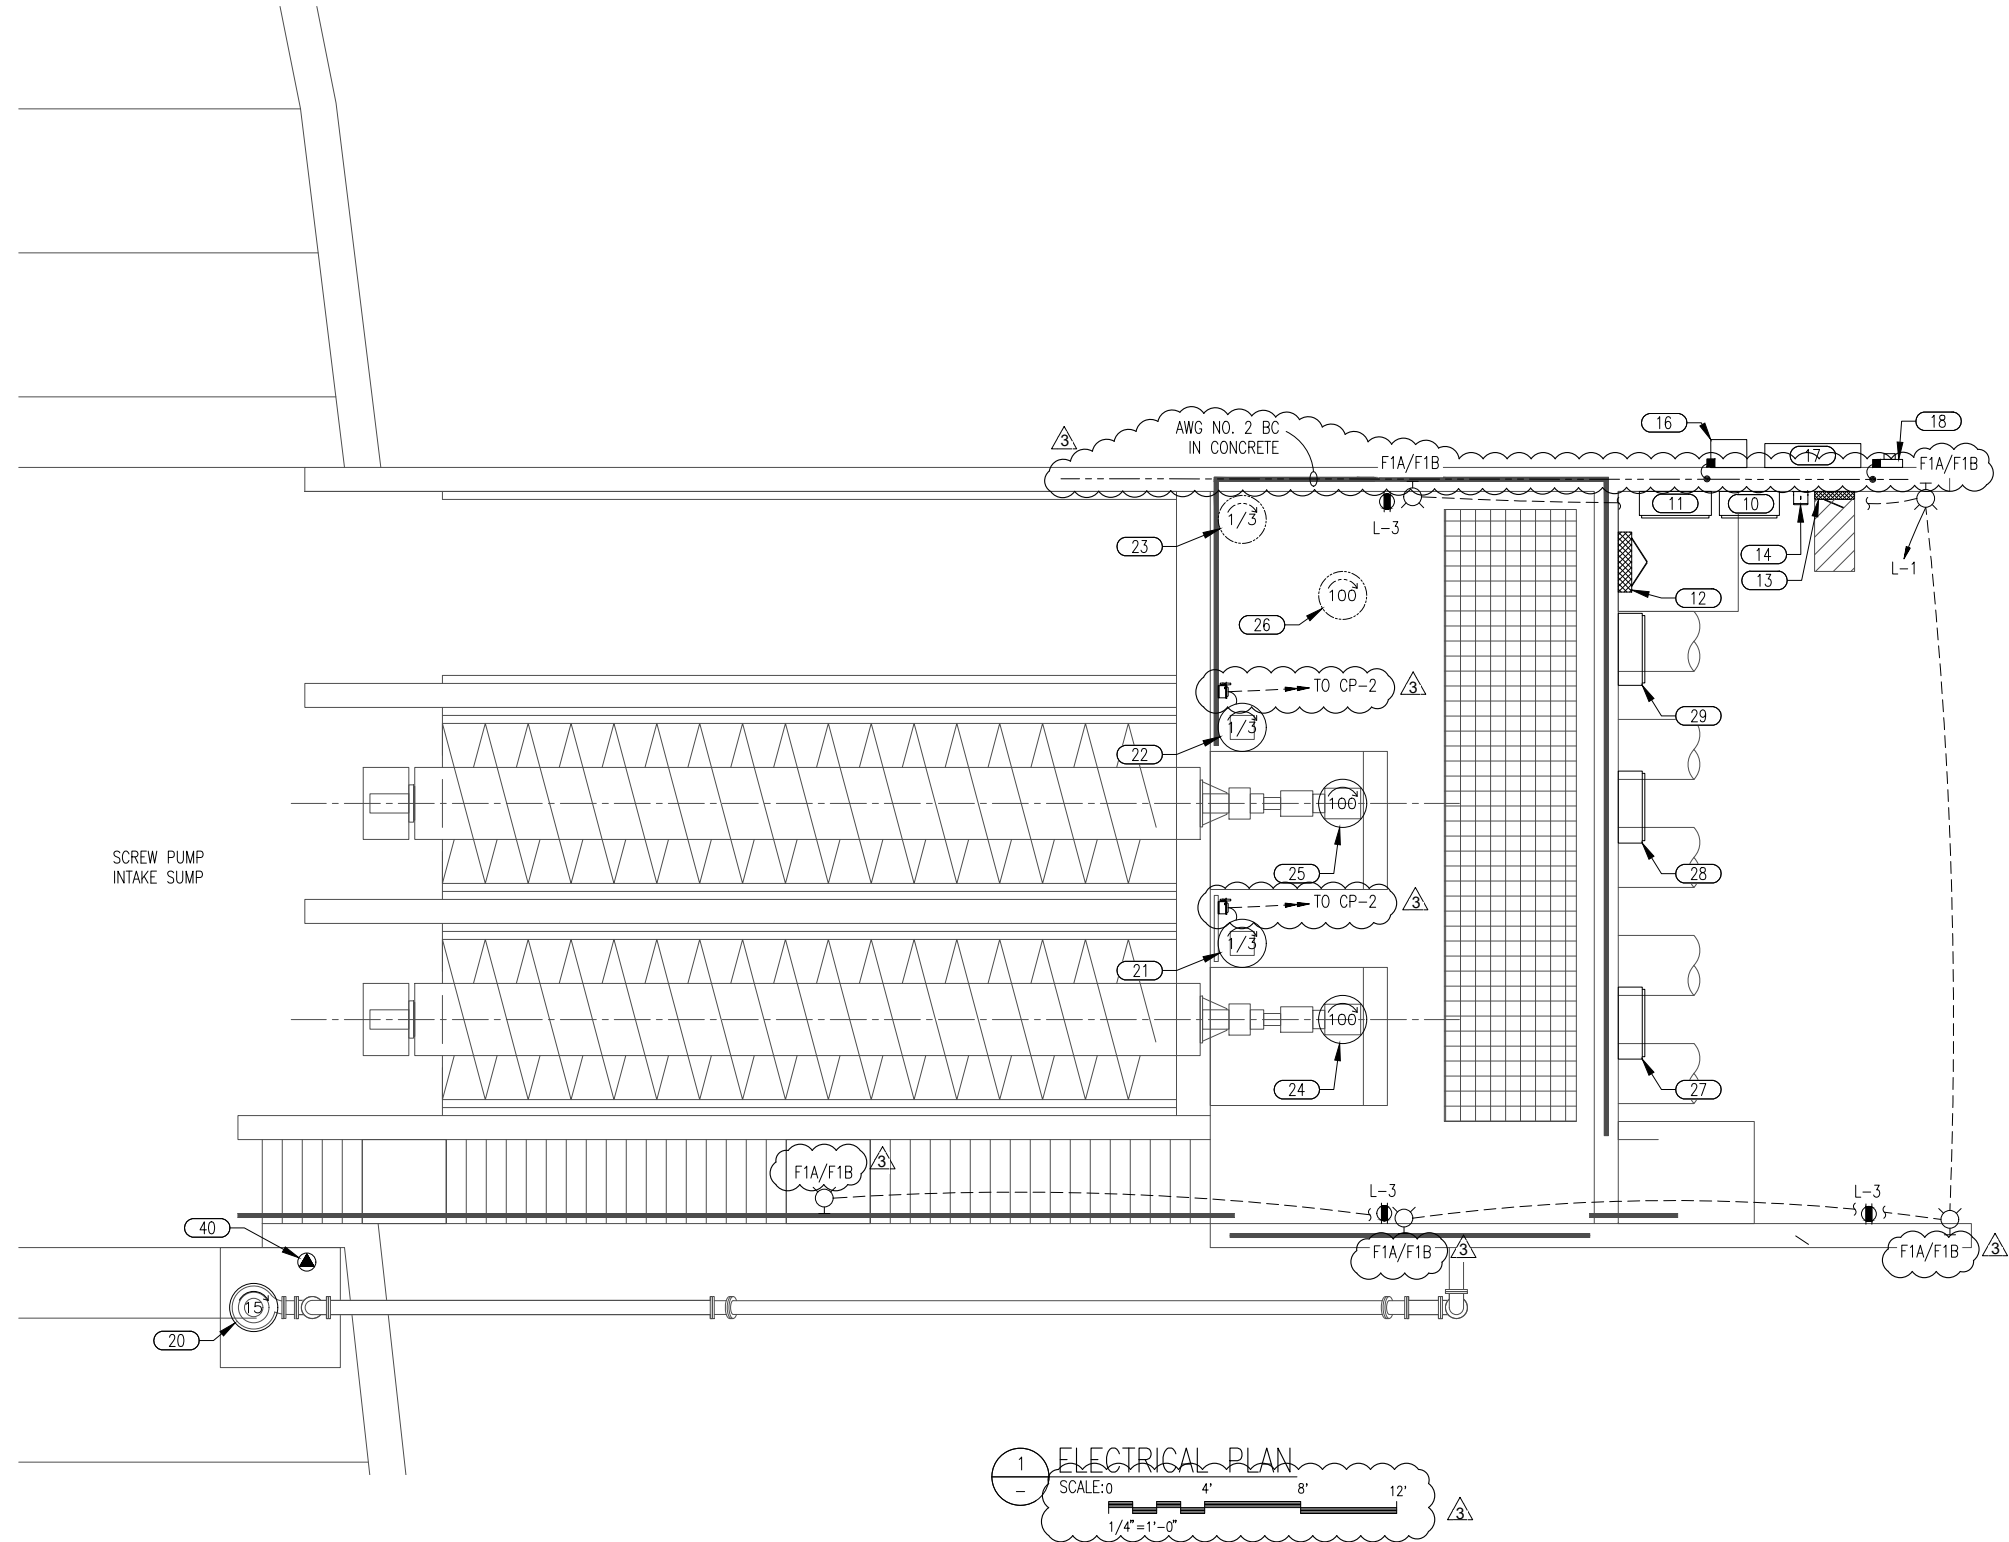 AWG NO. 2 BC
IN CONCRETE
3
F1A/F1B
16
17
18
F1A/F1B
L-3
11
10
14
13
12
L-1
1/3
23
100
26
TO CP-2
3
1/3
22
29
100
25
28
SCREW PUMP
INTAKE SUMP
TO CP-2
3
1/3
21
100
24
27
F1A/F1B
3
L-3
L-3
F1A/F1B
3
F1A/F1B
3
40
15
20
1
-
ELECTRICAL PLAN
SCALE: 0 4' 8' 12'
1/4"=1'-0"
3